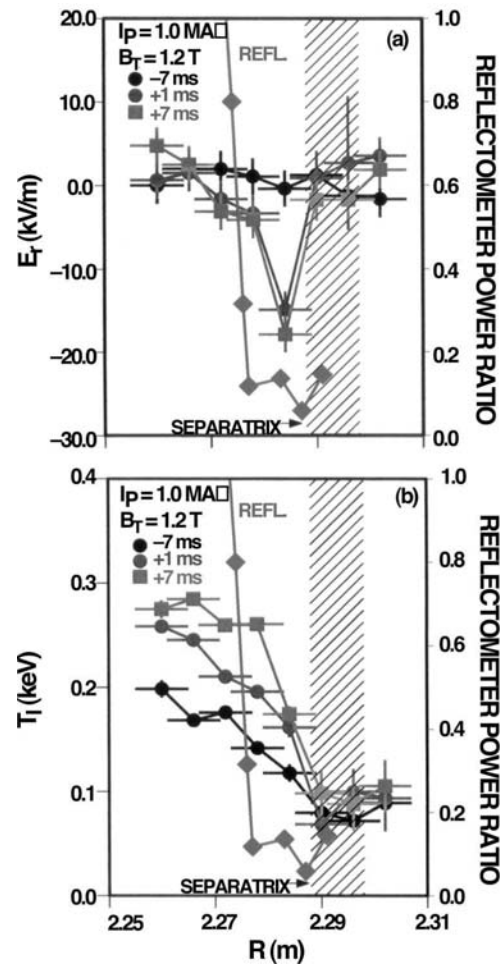 20.0
10.0
0.0
−10.0
−20.0
−30.0
Er (kV/m)
IP = 1.0 MA□
BT = 1.2 T
−7 ms
+1 ms
+7 ms
REFL.
(a)
SEPARATRIX
1.0
0.8
0.6
0.4
0.2
0.0
REFLECTOMETER POWER RATIO
0.4
0.3
0.2
0.1
0.0
TI (keV)
IP = 1.0 MA□
BT = 1.2 T
−7 ms
+1 ms
+7 ms
REFL.
(b)
SEPARATRIX
1.0
0.8
0.6
0.4
0.2
0.0
REFLECTOMETER POWER RATIO
2.25
2.27
2.29
2.31
R (m)